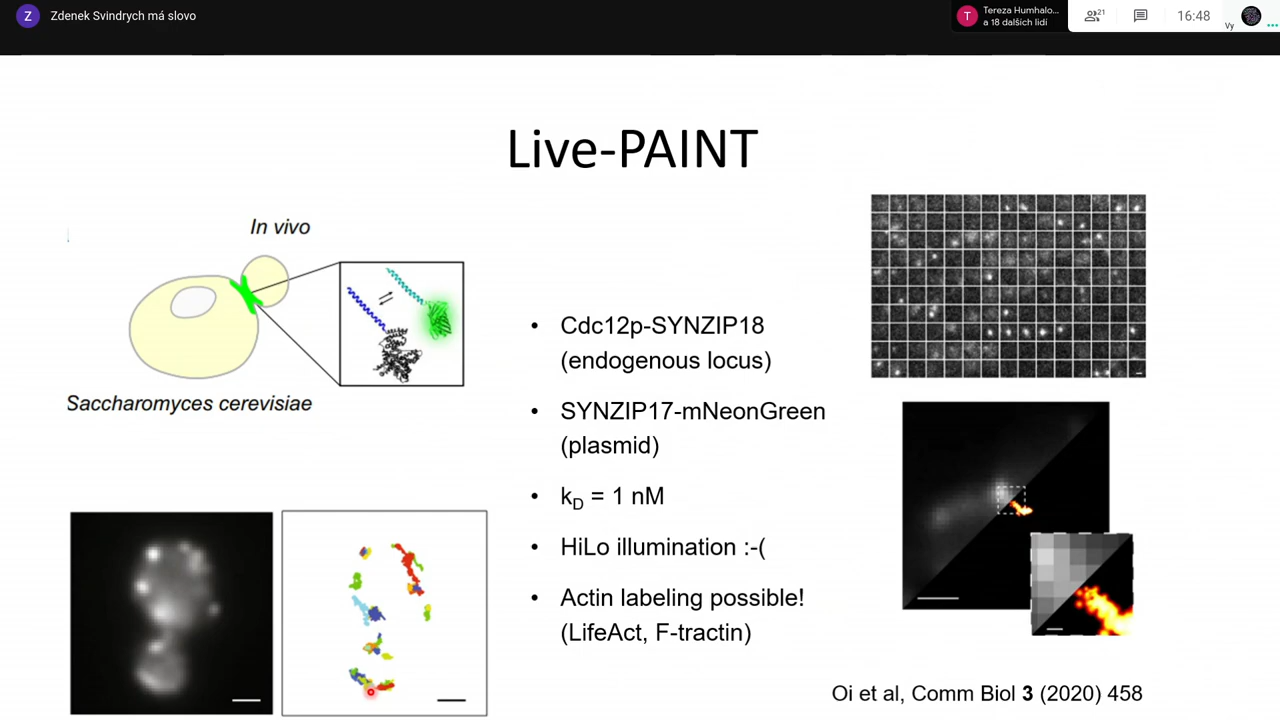 Z
Zdenek Svindrych má slovo
T
Tereza Humhalo...
a 18 dalších lidí
21
16:48
Vy
Live-PAINT
In vivo
Saccharomyces cerevisiae
• Cdc12p-SYNZIP18
(endogenous locus)
• SYNZIP17-mNeonGreen
(plasmid)
• kD = 1 nM
• HiLo illumination :-(
• Actin labeling possible!
(LifeAct, F-tractin)
Oi et al, Comm Biol 3 (2020) 458